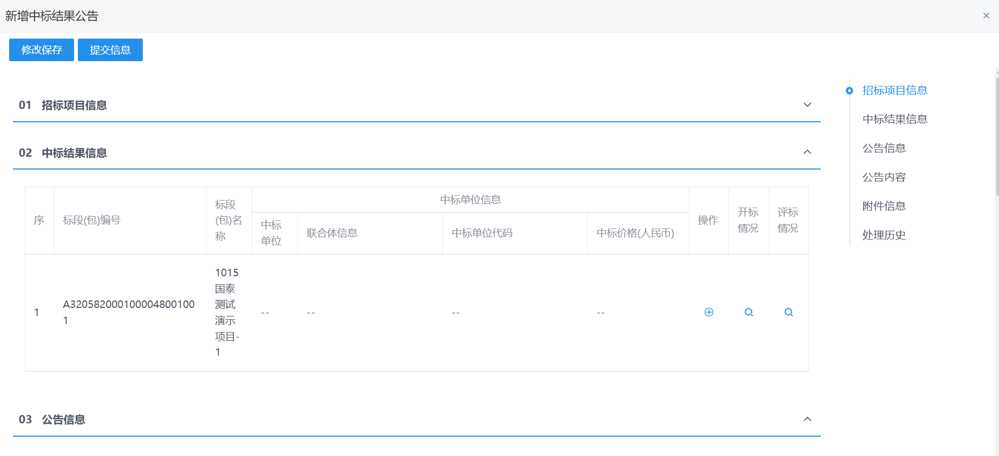 新增中标结果公告
修改保存 提交信息
01 招标项目信息
02 中标结果信息
序 标段(包)编号 标段(包)名称 中标单位信息 操作 开标情况 评标情况
中标单位 联合体信息 中标单位代码 中标价格(人民币)
1 A3205820001000048001001 1015国泰测试演示项目-1 -- -- -- --
03 公告信息
招标项目信息
中标结果信息
公告信息
公告内容
附件信息
处理历史